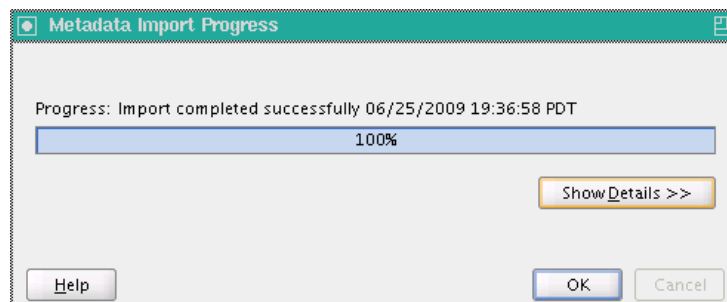 Metadata Import Progress
Progress: Import completed successfully 06/25/2009 19:36:58 PDT
100%
Show Details >>
Help OK Cancel